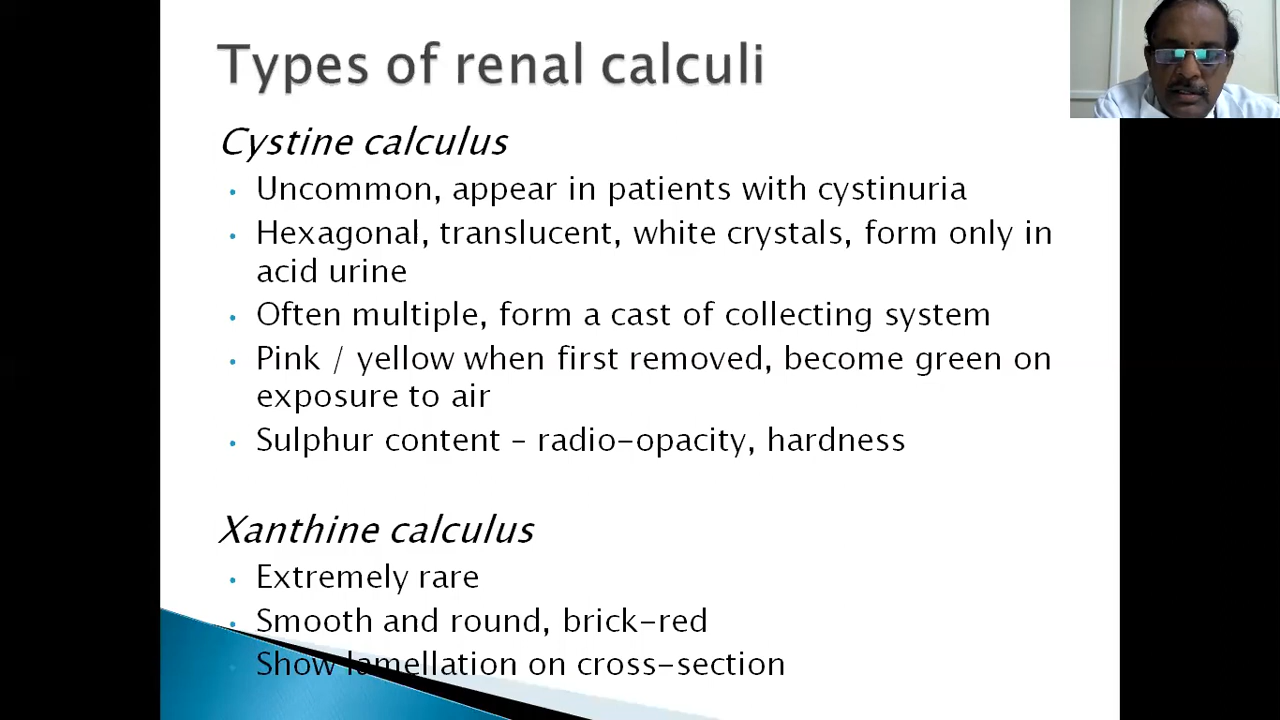 Types of renal calculi
Cystine calculus
• Uncommon, appear in patients with cystinuria
• Hexagonal, translucent, white crystals, form only in
acid urine
• Often multiple, form a cast of collecting system
• Pink / yellow when first removed, become green on
exposure to air
• Sulphur content – radio-opacity, hardness
Xanthine calculus
• Extremely rare
• Smooth and round, brick-red
• Show lamellation on cross-section